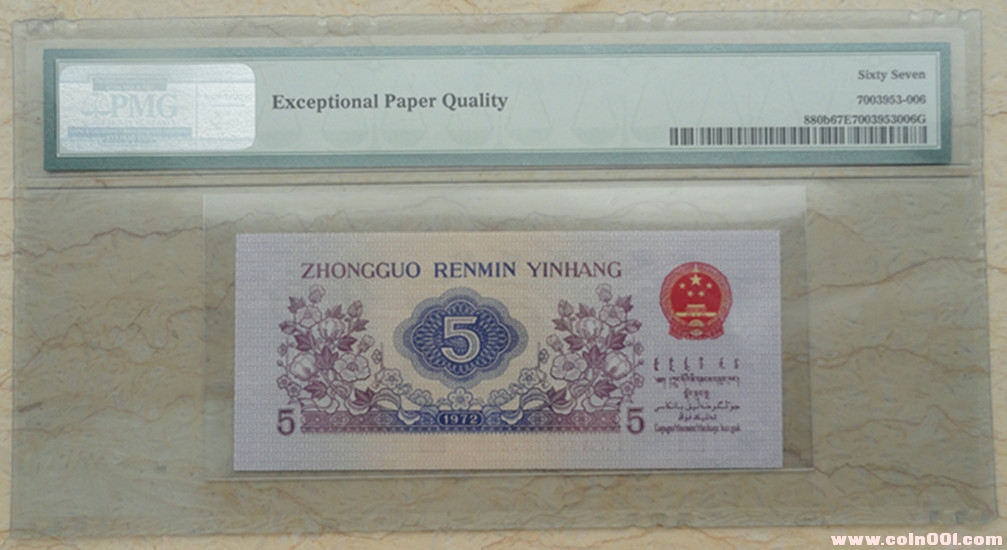 PMG
Exceptional Paper Quality
Sixty Seven
7003953-006
880b67E7003953006G
ZHONGGUO RENMIN YINHANG
5
5 1972 5
www.coin001.com